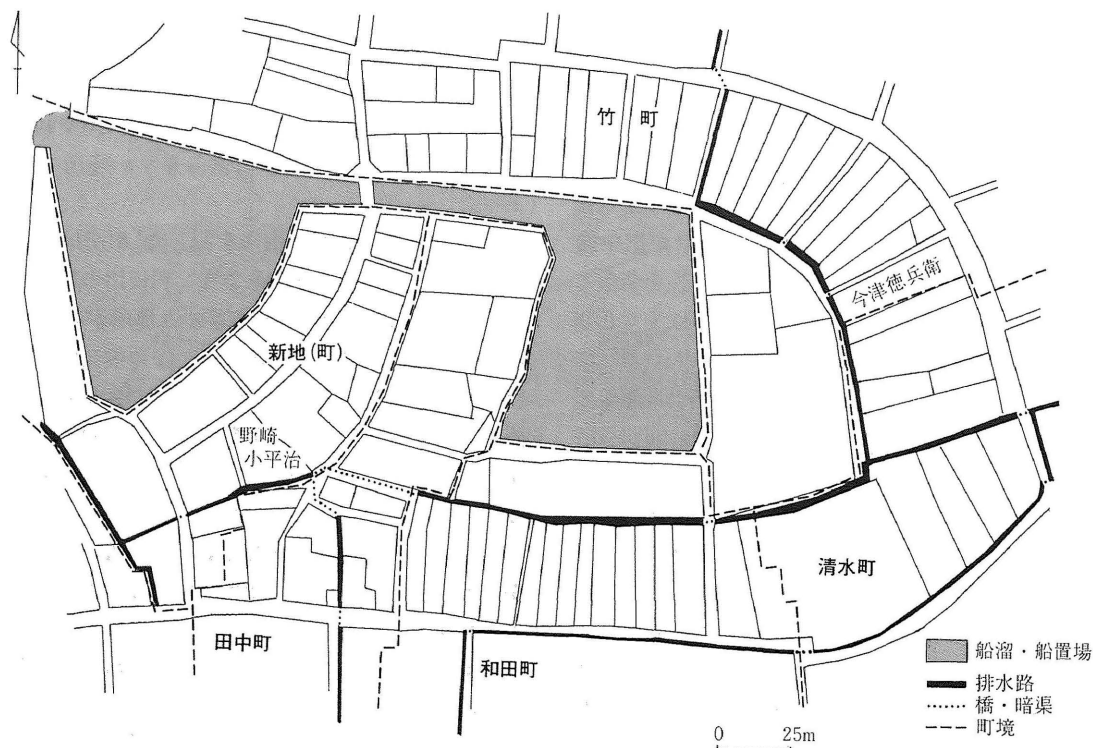 竹町
今津徳兵衛
新地(町)
野崎
小平治
清水町
田中町
和田町
船溜・船置場
排水路
橋・暗渠
町境
0 25m